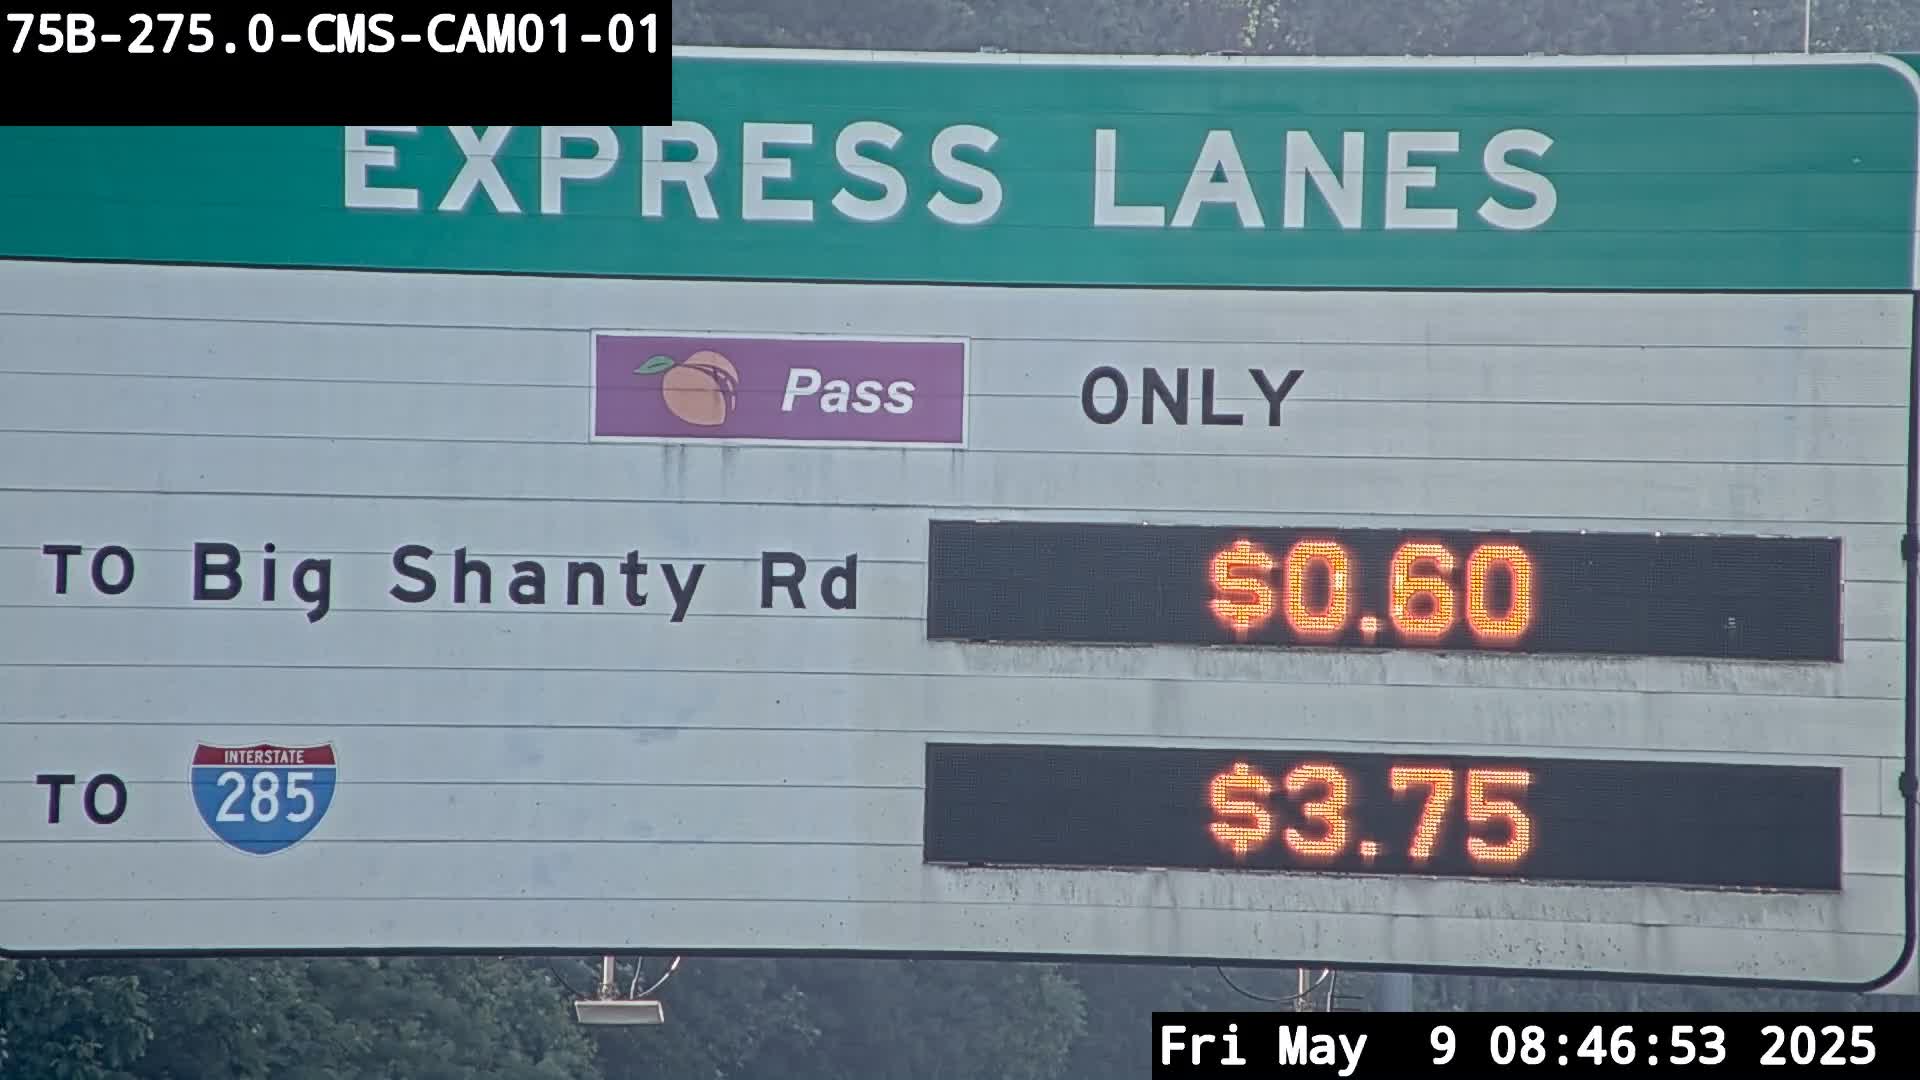 75B-275.0-CMS-CAM01-01
EXPRESS LANES
Pass ONLY
TO Big Shanty Rd $0.60
INTERSTATE
TO 285 $3.75
Fri May 9 08:46:53 2025